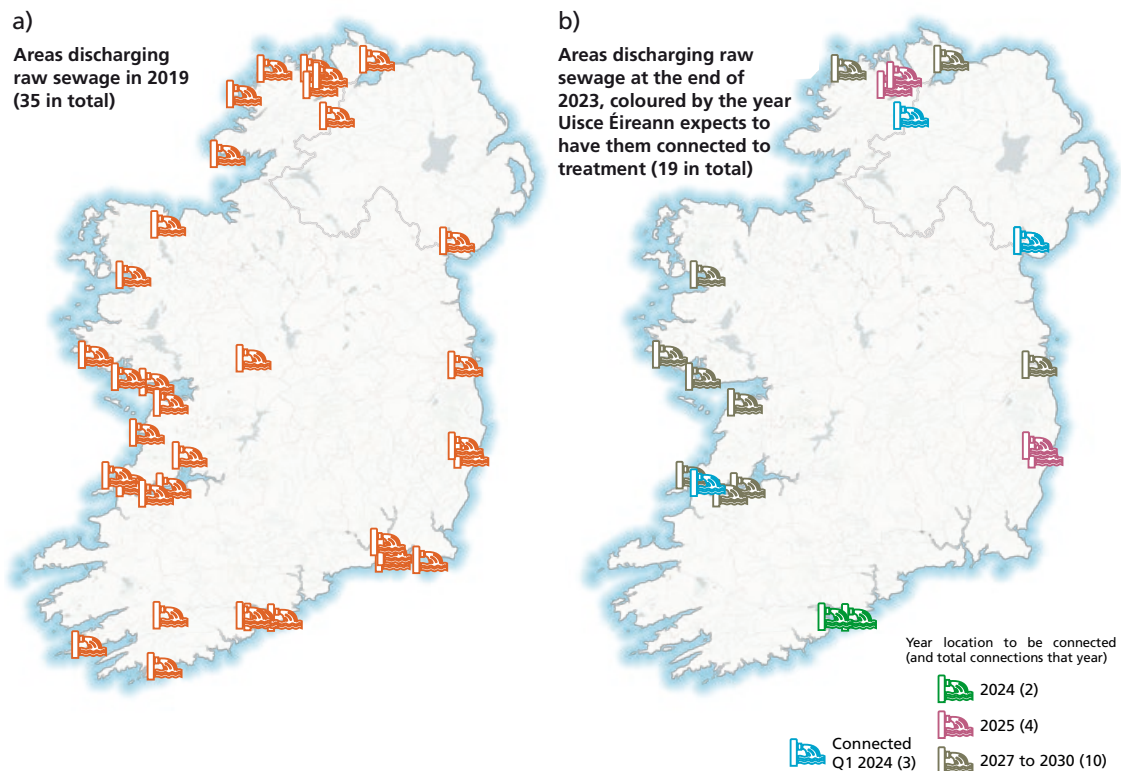 a)
Areas discharging
raw sewage in 2019
(35 in total)
b)
Areas discharging raw
sewage at the end of
2023, coloured by the year
Uisce Éireann expects to
have them connected to
treatment (19 in total)
Year location to be connected
(and total connections that year)
2024 (2)
2025 (4)
Connected
Q1 2024 (3)
2027 to 2030 (10)